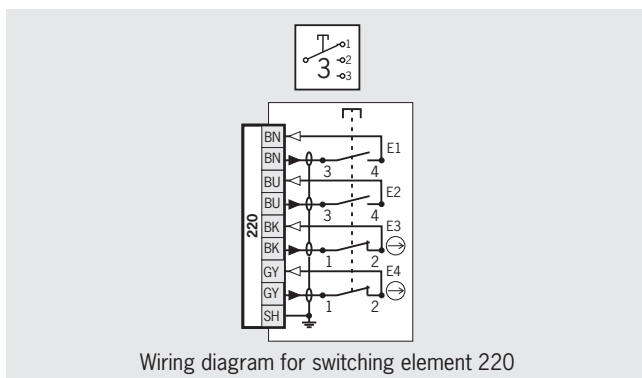 1
2
3
3
220
BN
BN
3
4
E1
BU
BU
3
4
E2
BK
BK
1
2
E3
GY
GY
1
2
E4
SH
Wiring diagram for switching element 220